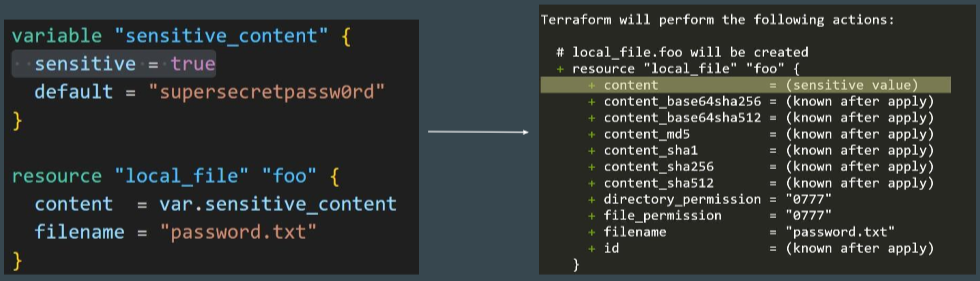 variable "sensitive_content" {
  sensitive = true
  default = "supersecretpassw0rd"
}
resource "local_file" "foo" {
  content  = var.sensitive_content
  filename = "password.txt"
}
Terraform will perform the following actions:
  # local_file.foo will be created
  + resource "local_file" "foo" {
      + content              = (sensitive value)
      + content_base64sha256 = (known after apply)
      + content_base64sha512 = (known after apply)
      + content_md5          = (known after apply)
      + content_sha1         = (known after apply)
      + content_sha256       = (known after apply)
      + content_sha512       = (known after apply)
      + directory_permission = "0777"
      + file_permission      = "0777"
      + filename             = "password.txt"
      + id                   = (known after apply)
    }